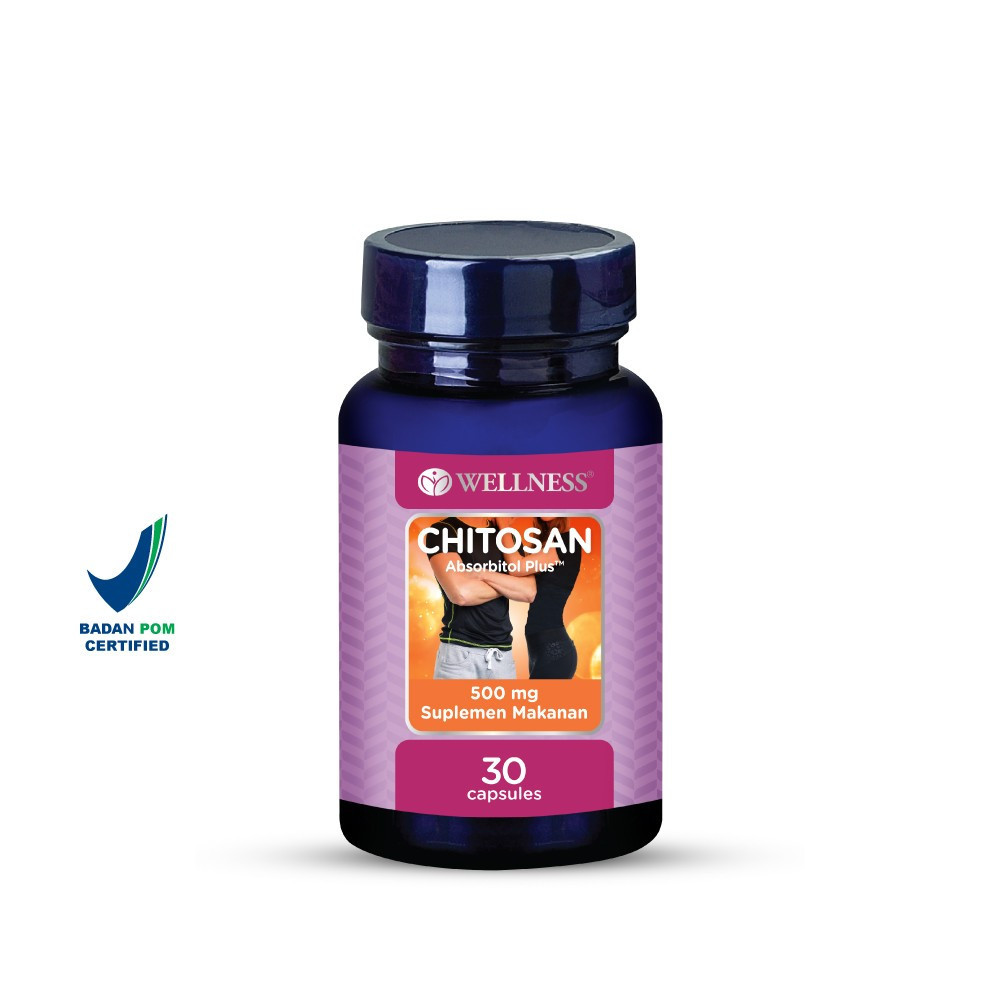 WELLNESS®
CHITOSAN
Absorbitol Plus™
500 mg
Suplemen Makanan
30
capsules
BADAN POM
CERTIFIED